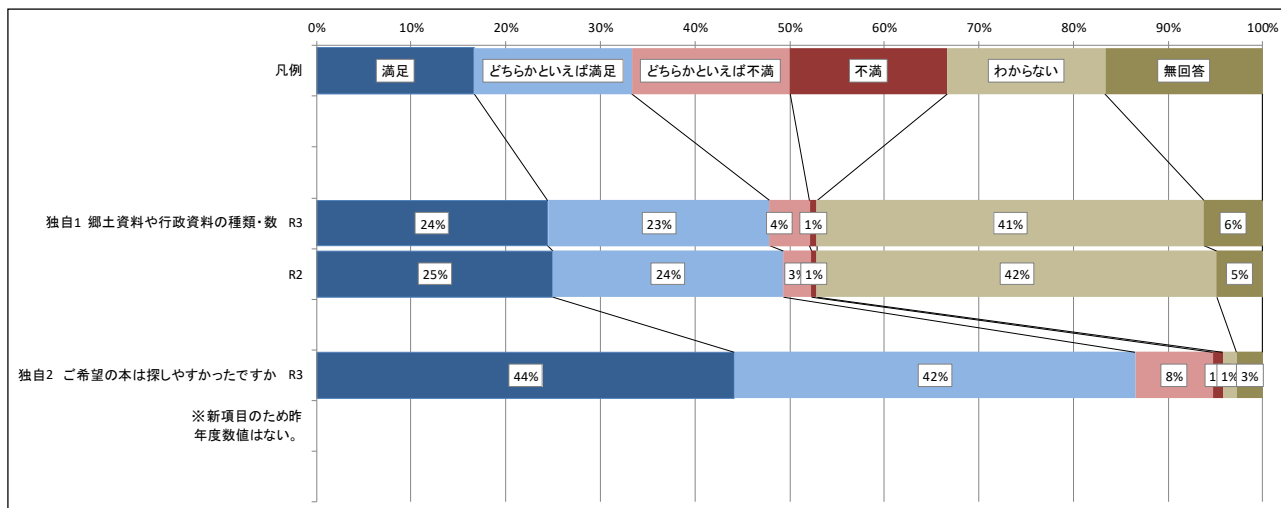 0% 10% 20% 30% 40% 50% 60% 70% 80% 90% 100%
凡例 満足 どちらかといえば満足 どちらかといえば不満 不満 わからない 無回答
独自1 郷土資料や行政資料の種類・数 R3 24% 23% 4% 1% 41% 6%
R2 25% 24% 3% 1% 42% 5%
独自2 ご希望の本は探しやすかったですか R3 44% 42% 8% 1 1% 3%
※新項目のため昨
年度数値はない。